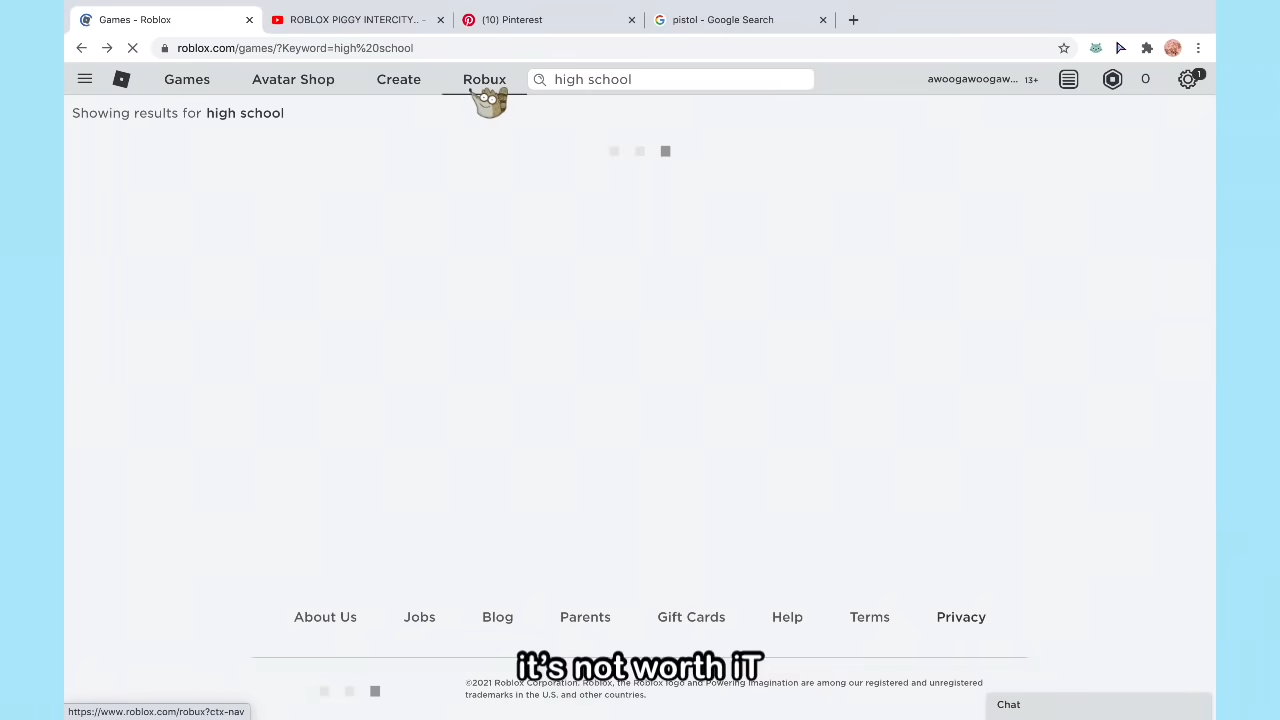 Games - Roblox
ROBLOX PIGGY INTERCITY.. -
(10) Pinterest
pistol - Google Search
roblox.com/games/?Keyword=high%20school
Games
Avatar Shop
Create
Robux
high school
awoogawoogaw... 13+
0
1
Showing results for high school
About Us
Jobs
Blog
Parents
Gift Cards
Help
Terms
Privacy
it's not worth iT
©2021 Roblox Corporation. Roblox, the Roblox logo and Powering Imagination are among our registered and unregistered
trademarks in the U.S. and other countries.
Chat
https://www.roblox.com/robux?ctx-nav